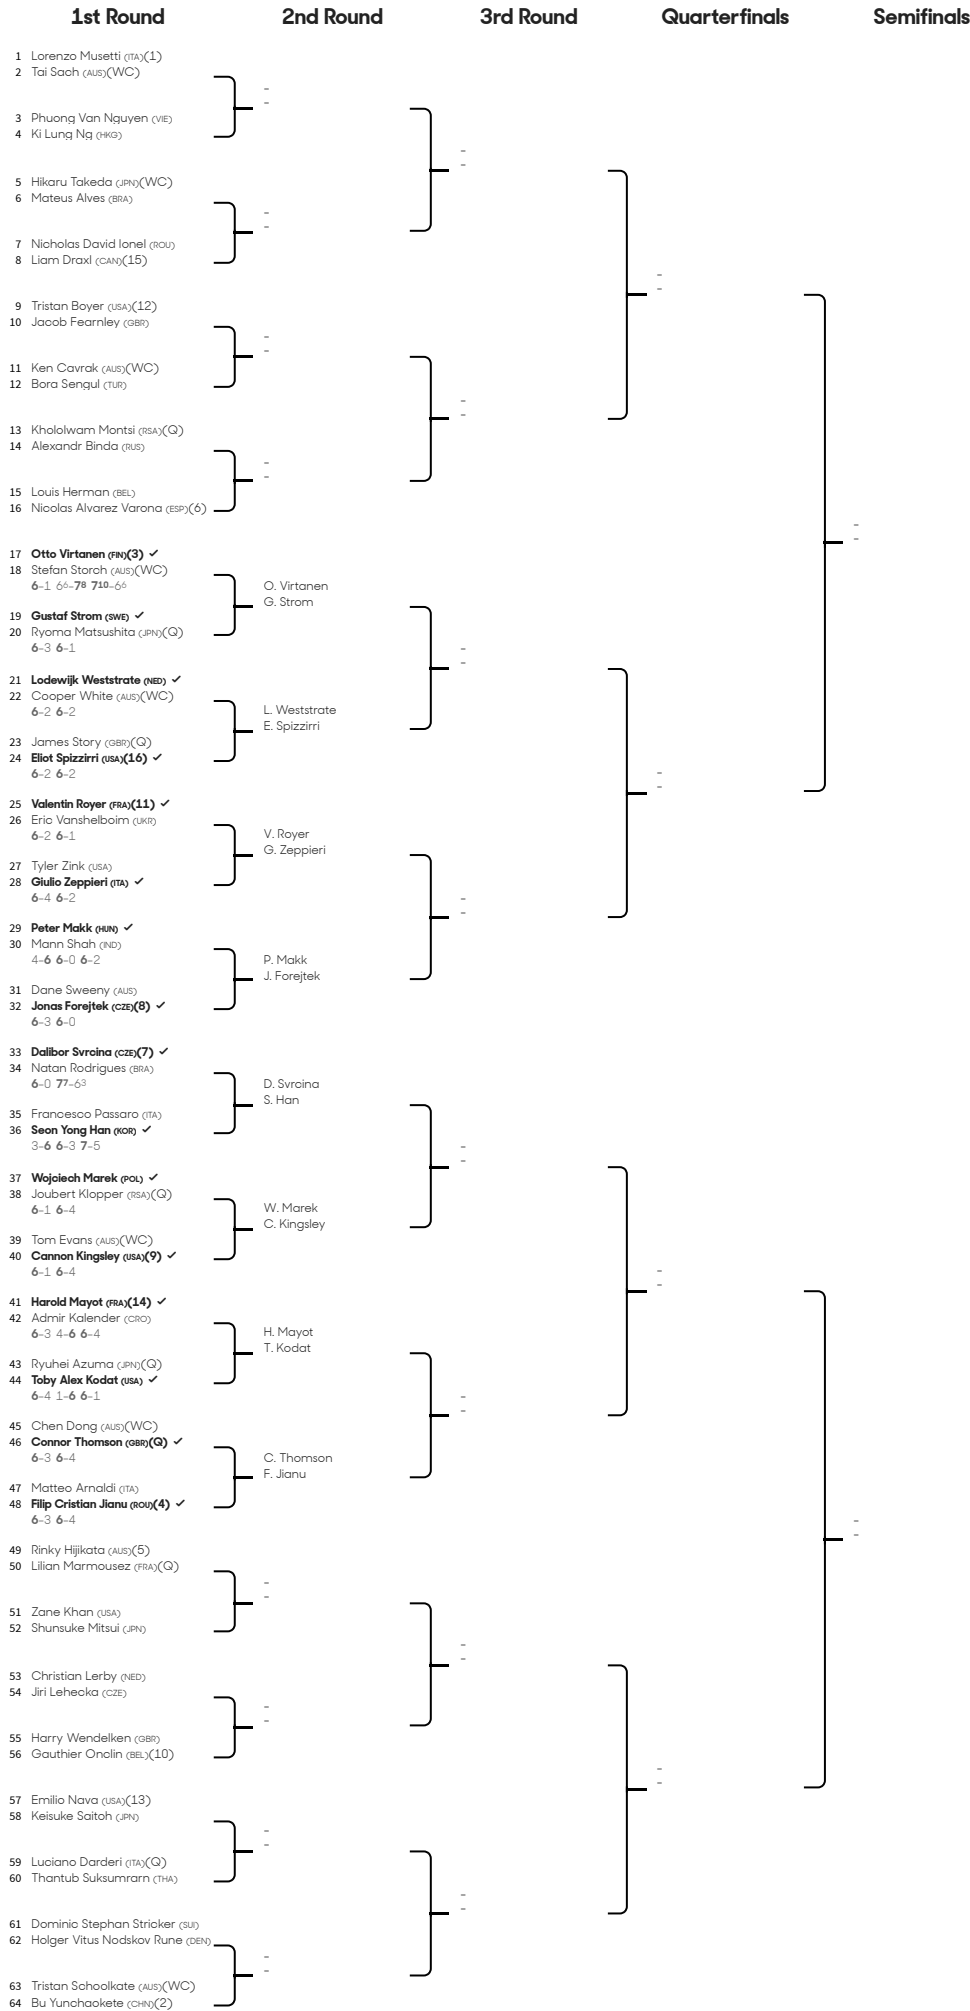 1st Round 2nd Round 3rd Round Quarterfinals Semifinals
1 Lorenzo Musetti (ITA)(1)
2 Tai Sach (AUS)(WC)
-
-
3 Phuong Van Nguyen (VIE)
4 Ki Lung Ng (HKG)
-
-
5 Hikaru Takeda (JPN)(WC)
6 Mateus Alves (BRA)
-
-
7 Nicholas David Ionel (ROU)
8 Liam Draxl (CAN)(15)
-
-
9 Tristan Boyer (USA)(12)
10 Jacob Fearnley (GBR)
-
-
11 Ken Cavrak (AUS)(WC)
12 Bora Sengul (TUR)
-
-
13 Khololwam Montsi (RSA)(Q)
14 Alexandr Binda (RUS)
-
-
15 Louis Herman (BEL)
16 Nicolas Alvarez Varona (ESP)(6)
-
-
17 Otto Virtanen (FIN)(3) ✓
18 Stefan Storch (AUS)(WC)
6-1 6⁶-7⁸ 7¹⁰-6⁶
O. Virtanen
G. Strom
19 Gustaf Strom (SWE) ✓
20 Ryoma Matsushita (JPN)(Q)
6-3 6-1
-
-
21 Lodewijk Weststrate (NED) ✓
22 Cooper White (AUS)(WC)
6-2 6-2
L. Weststrate
E. Spizzirri
23 James Story (GBR)(Q)
24 Eliot Spizzirri (USA)(16) ✓
6-2 6-2
-
-
25 Valentin Royer (FRA)(11) ✓
26 Eric Vanshelboim (UKR)
6-2 6-1
V. Royer
G. Zeppieri
27 Tyler Zink (USA)
28 Giulio Zeppieri (ITA) ✓
6-4 6-2
-
-
29 Peter Makk (HUN) ✓
30 Mann Shah (IND)
4-6 6-0 6-2
P. Makk
J. Forejtek
31 Dane Sweeny (AUS)
32 Jonas Forejtek (CZE)(8) ✓
6-3 6-0
33 Dalibor Svrcina (CZE)(7) ✓
34 Natan Rodrigues (BRA)
6-0 7⁷-6³
D. Svrcina
S. Han
35 Francesco Passaro (ITA)
36 Seon Yong Han (KOR) ✓
3-6 6-3 7-5
-
-
37 Wojciech Marek (POL) ✓
38 Joubert Klopper (RSA)(Q)
6-1 6-4
W. Marek
C. Kingsley
39 Tom Evans (AUS)(WC)
40 Cannon Kingsley (USA)(9) ✓
6-1 6-4
-
-
41 Harold Mayot (FRA)(14) ✓
42 Admir Kalender (CRO)
6-3 4-6 6-4
H. Mayot
T. Kodat
43 Ryuhei Azuma (JPN)(Q)
44 Toby Alex Kodat (USA) ✓
6-4 1-6 6-1
-
-
45 Chen Dong (AUS)(WC)
46 Connor Thomson (GBR)(Q) ✓
6-3 6-4
C. Thomson
F. Jianu
47 Matteo Arnaldi (ITA)
48 Filip Cristian Jianu (ROU)(4) ✓
6-3 6-4
-
-
49 Rinky Hijikata (AUS)(5)
50 Lilian Marmousez (FRA)(Q)
-
-
51 Zane Khan (USA)
52 Shunsuke Mitsui (JPN)
-
-
53 Christian Lerby (NED)
54 Jiri Lehecka (CZE)
-
-
55 Harry Wendelken (GBR)
56 Gauthier Onclin (BEL)(10)
-
-
57 Emilio Nava (USA)(13)
58 Keisuke Saitoh (JPN)
-
-
59 Luciano Darderi (ITA)(Q)
60 Thantub Suksumrarn (THA)
-
-
61 Dominic Stephan Stricker (SUI)
62 Holger Vitus Nodskov Rune (DEN)
-
-
63 Tristan Schoolkate (AUS)(WC)
64 Bu Yunchaokete (CHN)(2)